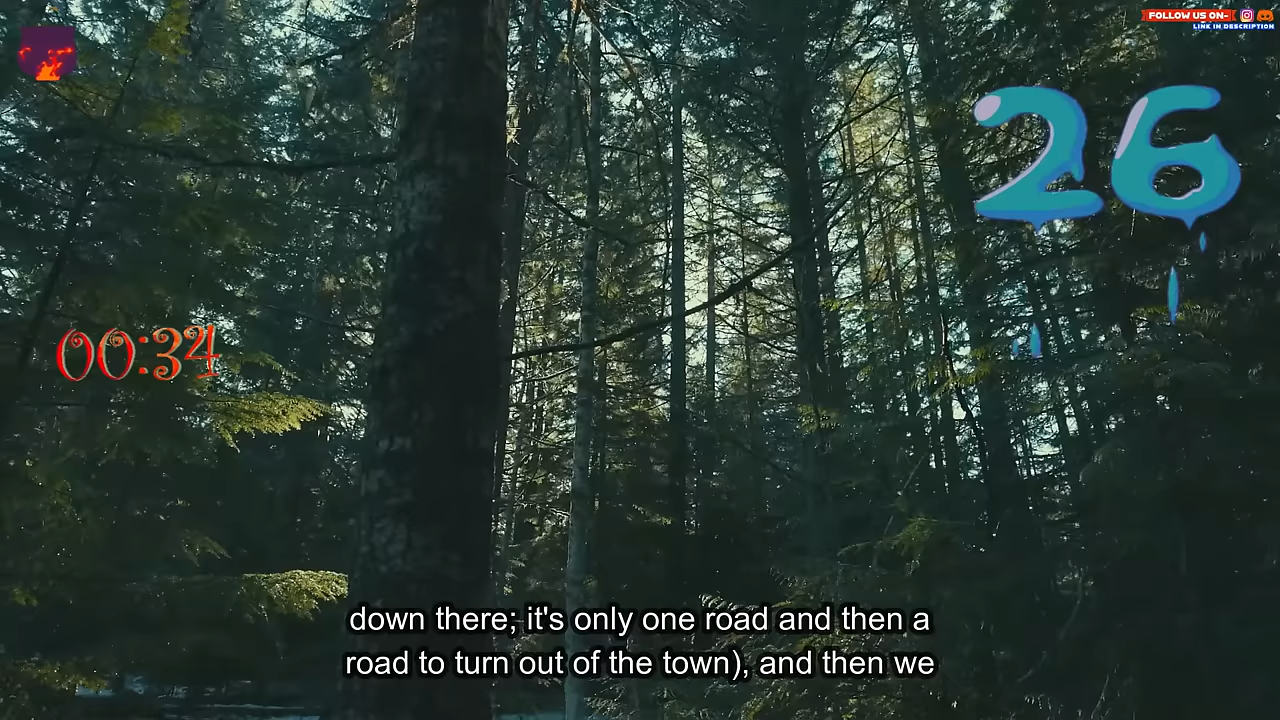 FOLLOW US ON-
LINK IN DESCRIPTION
26
00:34
down there; it's only one road and then a
road to turn out of the town), and then we